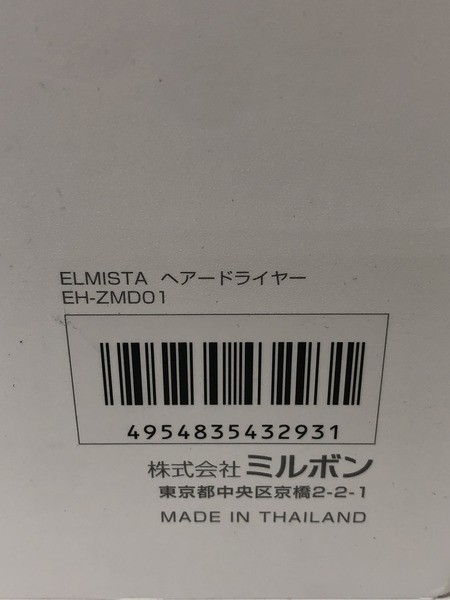 ELMISTA ヘアードライヤー
EH-ZMD01
4954835432931
株式会社 ミルボン
東京都中央区京橋2-2-1
MADE IN THAILAND